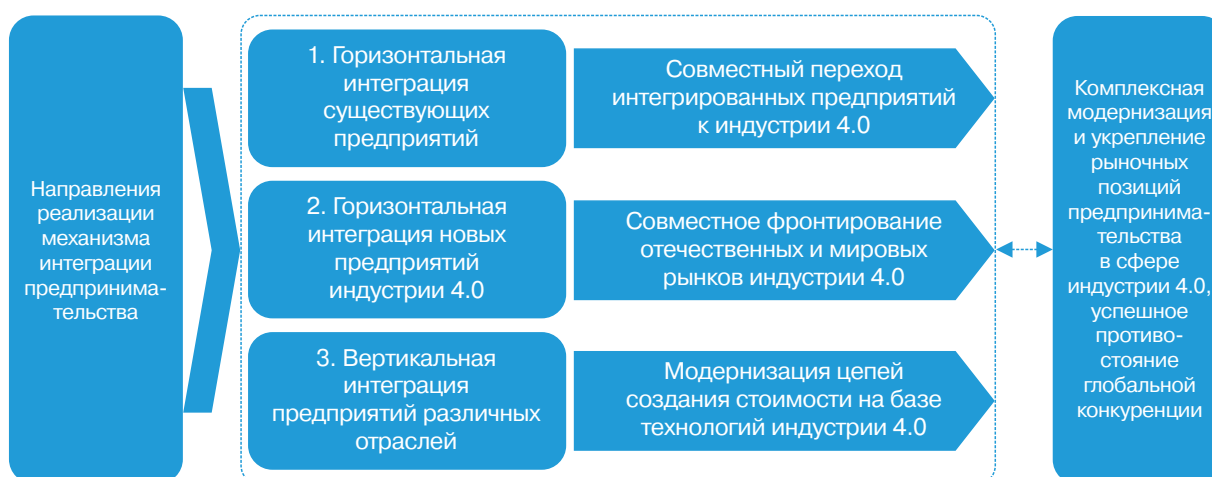 Направления
реализации
механизма
интеграции
предпринима-
тельства
1. Горизонтальная
интеграция
существующих
предприятий
Совместный переход
интегрированных предприятий
к индустрии 4.0
2. Горизонтальная
интеграция новых
предприятий
индустрии 4.0
Совместное фронтирование
отечественных и мировых
рынков индустрии 4.0
3. Вертикальная
интеграция
предприятий различных
отраслей
Модернизация цепей
создания стоимости на базе
технологий индустрии 4.0
Комплексная
модернизация
и укрепление
рыночных
позиций
предпринима-
тельства
в сфере
индустрии 4.0,
успешное
противо-
стояние
глобальной
конкуренции